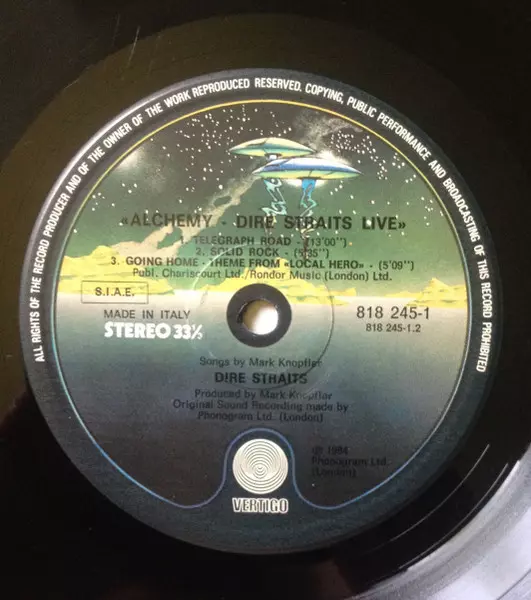 ALL RIGHTS OF THE RECORD PRODUCER AND OF THE OWNER OF THE WORK REPRODUCED RESERVED. COPYING, PUBLIC PERFORMANCE AND BROADCASTING OF THIS RECORD PROHIBITED
«ALCHEMY - DIRE STRAITS LIVE»
1. TELEGRAPH ROAD - (13'00")
2. SOLID ROCK - (5'35")
3. GOING HOME - THEME FROM «LOCAL HERO» - (5'09")
Publ. Chariscourt Ltd./Rondor Music (London) Ltd.
S.I.A.E.
MADE IN ITALY
STEREO 33⅓
818 245-1
818 245-1.2
Songs by Mark Knopfler
DIRE STRAITS
Produced by Mark Knopfler
Original Sound Recording made by
Phonogram Ltd. (London)
℗ 1984
Phonogram Ltd.
(London)
VERTIGO